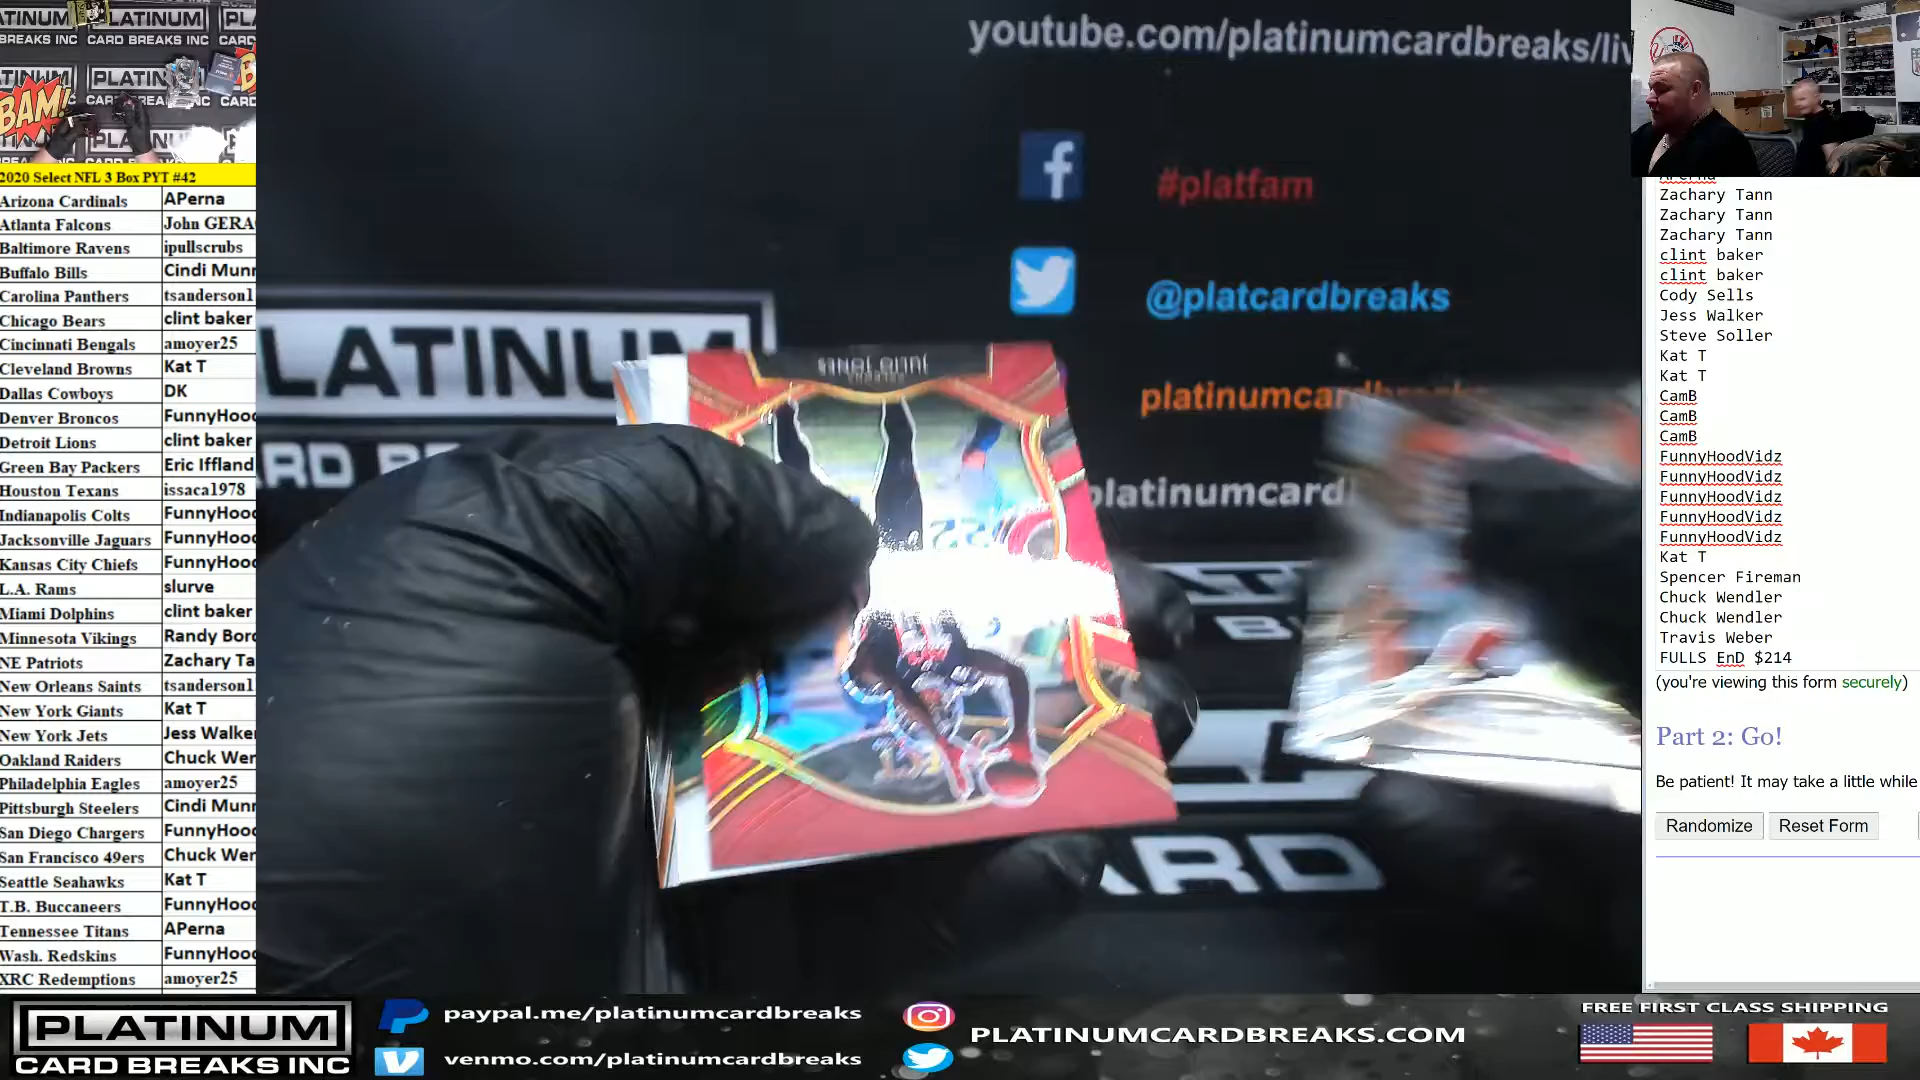 youtube.com/platinumcardbreaks/li
#platfam
@platcardbreaks
platinumcardbreaks
platinumcard
PLATINUM
2020 Select NFL 3 Box PYT #42
Arizona Cardinals APerna
Atlanta Falcons John GERA
Baltimore Ravens ipullscrubs
Buffalo Bills Cindi Mun
Carolina Panthers tsanderson1
Chicago Bears clint baker
Cincinnati Bengals amoyer25
Cleveland Browns Kat T
Dallas Cowboys DK
Denver Broncos FunnyHoo
Detroit Lions clint baker
Green Bay Packers Eric Iffland
Houston Texans issaca1978
Indianapolis Colts FunnyHoo
Jacksonville Jaguars FunnyHoo
Kansas City Chiefs FunnyHoo
L.A. Rams slurve
Miami Dolphins clint baker
Minnesota Vikings Randy Bor
NE Patriots Zachary Ta
New Orleans Saints tsanderson1
New York Giants Kat T
New York Jets Jess Walke
Oakland Raiders Chuck Wen
Philadelphia Eagles amoyer25
Pittsburgh Steelers Cindi Mun
San Diego Chargers FunnyHoo
San Francisco 49ers Chuck Wen
Seattle Seahawks Kat T
T.B. Buccaneers FunnyHoo
Tennessee Titans APerna
Wash. Redskins FunnyHoo
XRC Redemptions amoyer25
Zachary Tann
Zachary Tann
Zachary Tann
clint baker
clint baker
Cody Sells
Jess Walker
Steve Soller
Kat T
Kat T
CamB
CamB
CamB
FunnyHoodVidz
FunnyHoodVidz
FunnyHoodVidz
FunnyHoodVidz
FunnyHoodVidz
Kat T
Spencer Fireman
Chuck Wendler
Chuck Wendler
Travis Weber
FULLS EnD $214
(you're viewing this form securely)
Part 2: Go!
Be patient! It may take a little while
Randomize Reset Form
PLATINUM
CARD BREAKS INC
paypal.me/platinumcardbreaks
venmo.com/platinumcardbreaks
PLATINUMCARDBREAKS.COM
FREE FIRST CLASS SHIPPING